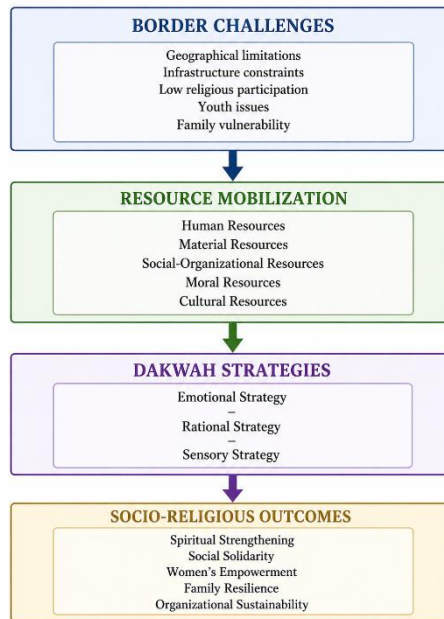 BORDER CHALLENGES
Geographical limitations
Infrastructure constraints
Low religious participation
Youth issues
Family vulnerability
RESOURCE MOBILIZATION
Human Resources
Material Resources
Social-Organizational Resources
Moral Resources
Cultural Resources
DAKWAH STRATEGIES
Emotional Strategy
–
Rational Strategy
–
Sensory Strategy
SOCIO-RELIGIOUS OUTCOMES
Spiritual Strengthening
Social Solidarity
Women's Empowerment
Family Resilience
Organizational Sustainability